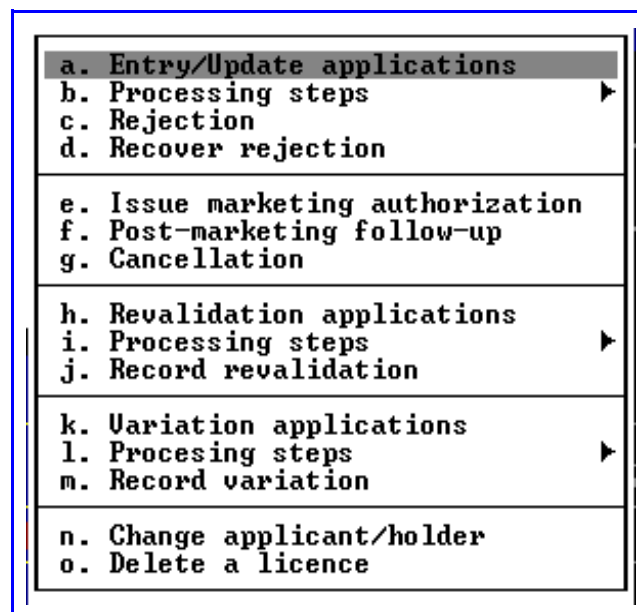 a. Entry/Update applications
b. Processing steps
c. Rejection
d. Recover rejection
e. Issue marketing authorization
f. Post-marketing follow-up
g. Cancellation
h. Revalidation applications
i. Processing steps
j. Record revalidation
k. Variation applications
l. Procesing steps
m. Record variation
n. Change applicant/holder
o. Delete a licence